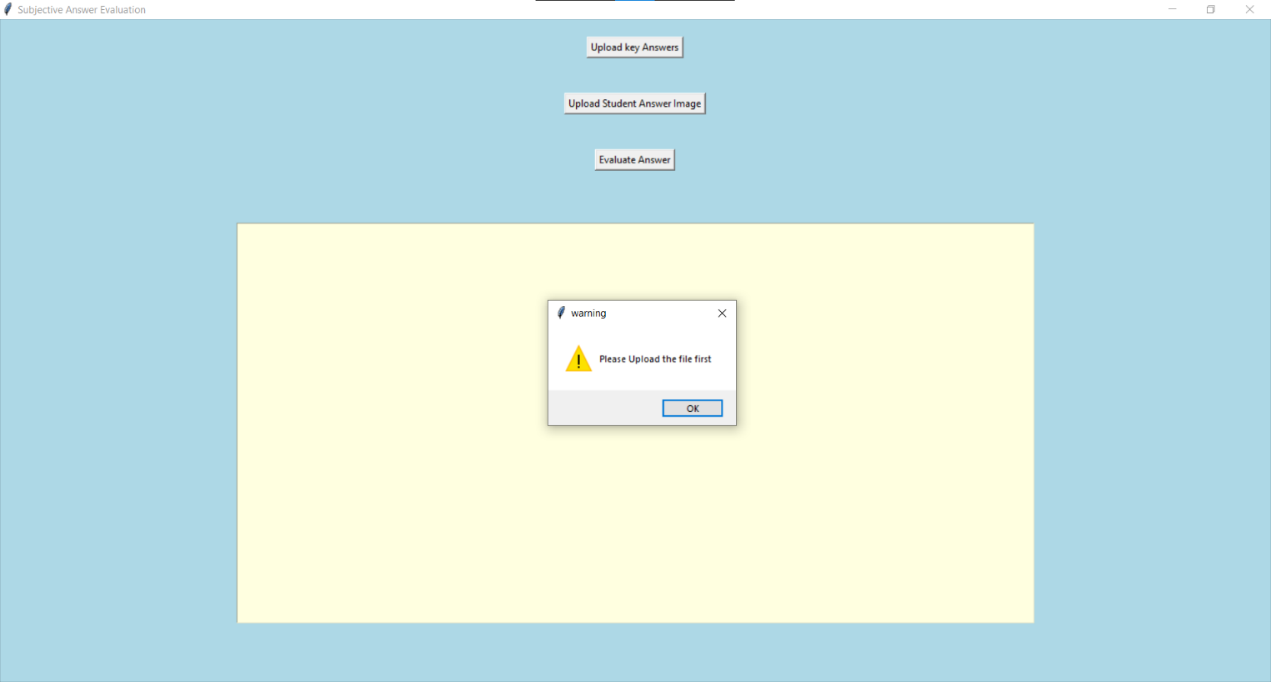 Subjective Answer Evaluation
Upload key Answers
Upload Student Answer Image
Evaluate Answer
warning
Please Upload the file first
OK